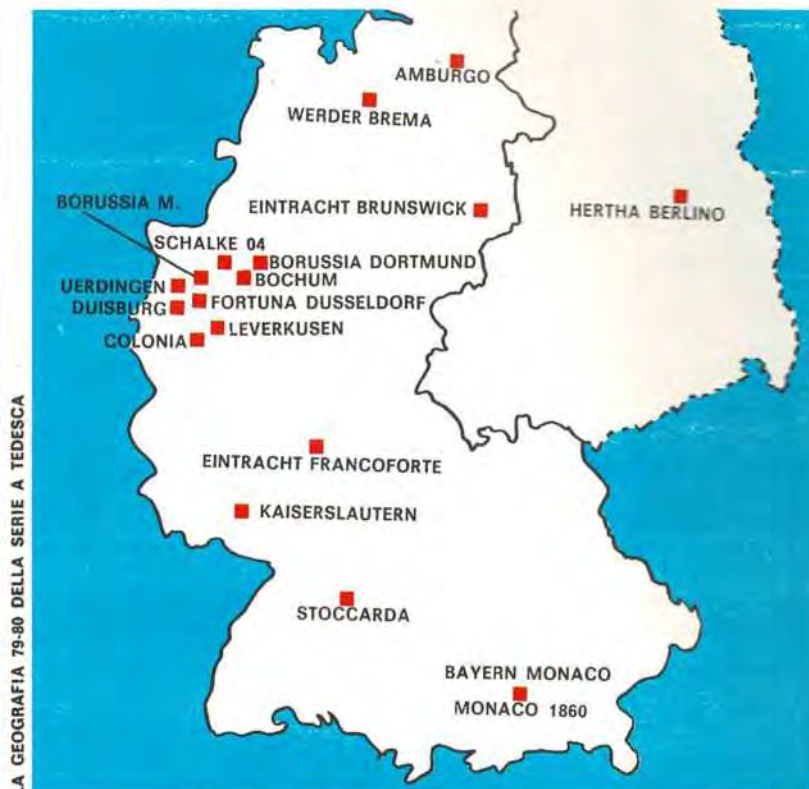 AMBURGO
WERDER BREMA
BORUSSIA M.
EINTRACHT BRUNSWICK
HERTHA BERLINO
SCHALKE 04
BORUSSIA DORTMUND
UERDINGEN
BOCHUM
DUISBURG
FORTUNA DUSSELDORF
LEVERKUSEN
COLONIA
EINTRACHT FRANCOFORTE
KAISERSLAUTERN
STOCCARDA
BAYERN MONACO
MONACO 1860
A GEOGRAFIA 79-80 DELLA SERIE A TEDESCA